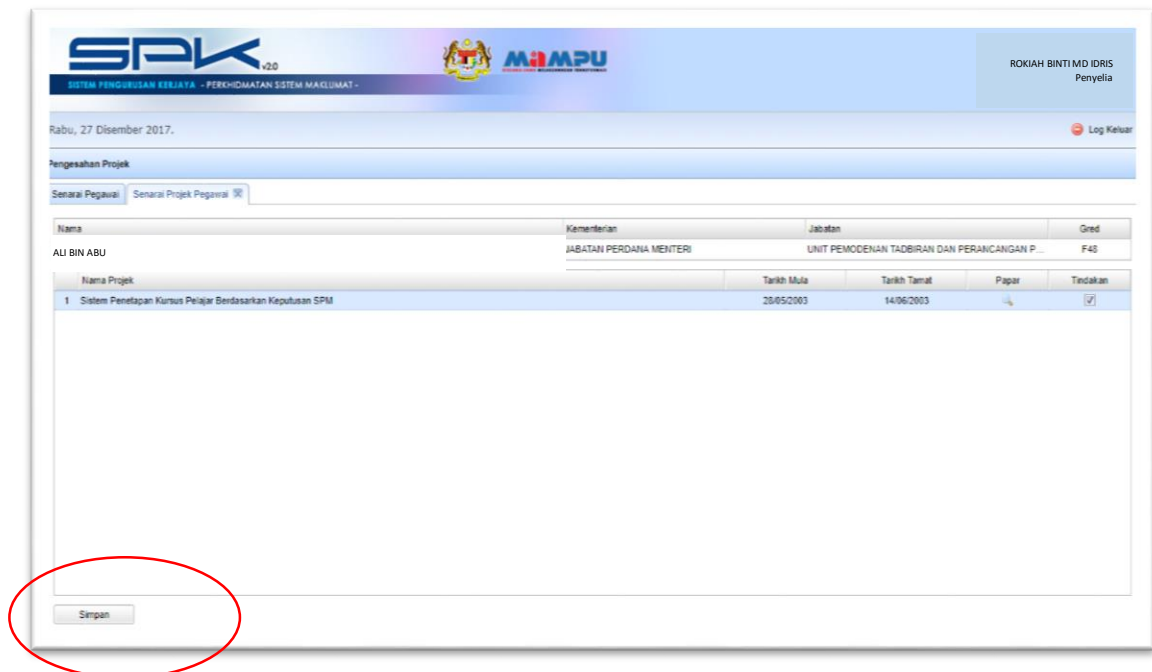 SPK v2.0
SISTEM PENGURUSAN KERJAYA - PERKHIDMATAN SISTEM MAKLUMAT -
MAMPU
ROKIAH BINTI MD IDRIS
Penyelia
Rabu, 27 Disember 2017.
Log Keluar
Pengesahan Projek
Senarai Pegawai Senarai Projek Pegawai
Nama Kementerian Jabatan Gred
ALI BIN ABU JABATAN PERDANA MENTERI UNIT PEMODENAN TADBIRAN DAN PERANCANGAN P... F48
Nama Projek Tarikh Mula Tarikh Tamat Papar Tindakan
1 Sistem Penetapan Kursus Pelajar Berdasarkan Keputusan SPM 28/05/2003 14/06/2003
Simpan